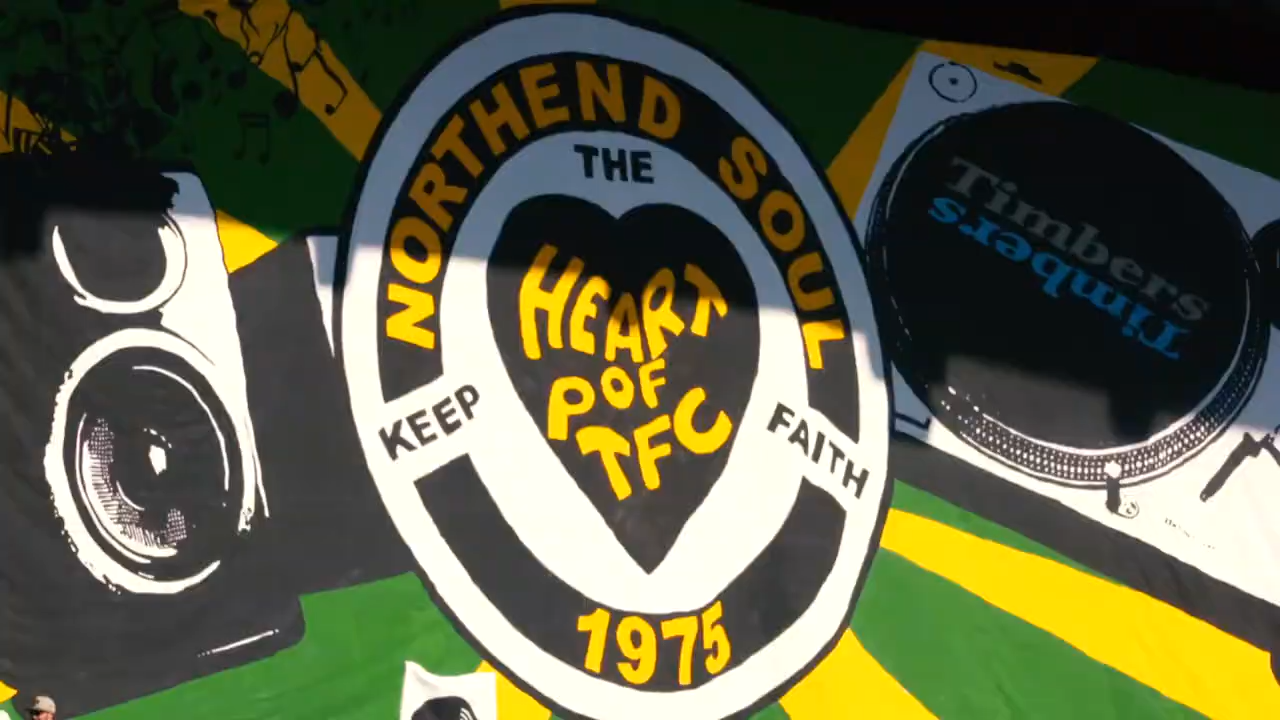 NORTHEND SOUL
THE
HEART
OF
P TFC
KEEP
FAITH
1975
Timbers
Timbers